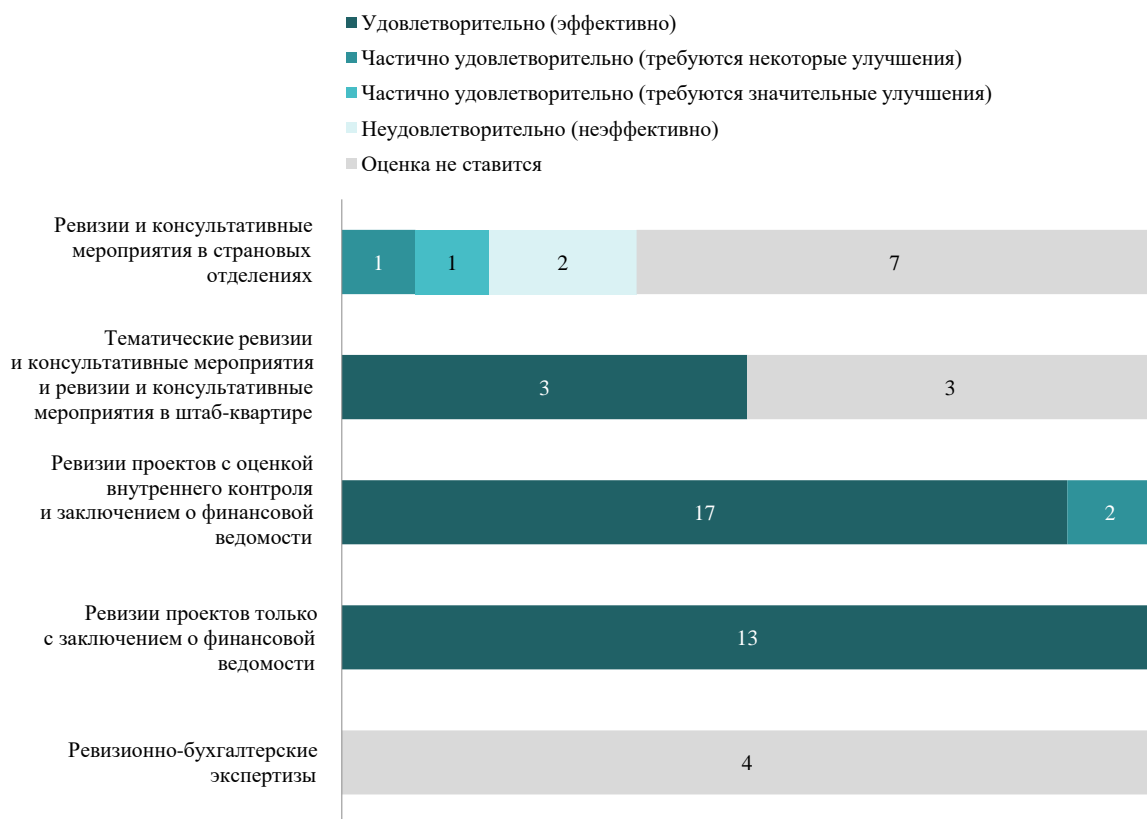 Удовлетворительно (эффективно)
Частично удовлетворительно (требуются некоторые улучшения)
Частично удовлетворительно (требуются значительные улучшения)
Неудовлетворительно (неэффективно)
Оценка не ставится
Ревизии и консультативные
мероприятия в страновых
отделениях
1
1
2
7
Тематические ревизии
и консультативные мероприятия
и ревизии и консультативные
мероприятия в штаб-квартире
3
3
Ревизии проектов с оценкой
внутреннего контроля
и заключением о финансовой
ведомости
17
2
Ревизии проектов только
с заключением о финансовой
ведомости
13
Ревизионно-бухгалтерские
экспертизы
4